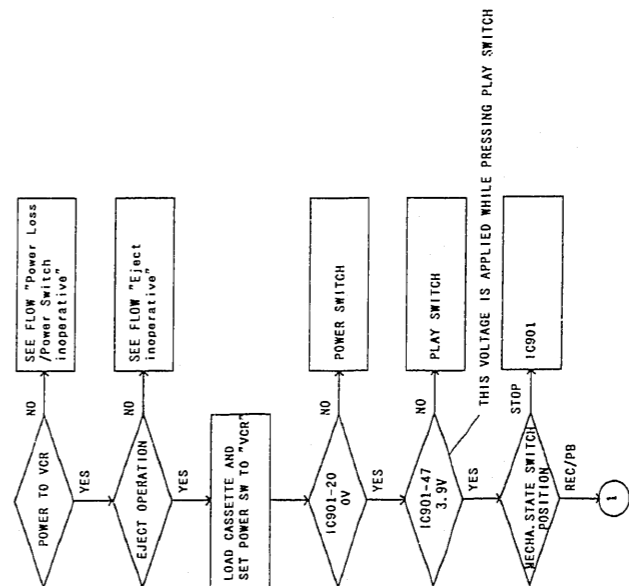 POWER TO VCR
NO
SEE FLOW "Power Loss
/Power Switch
inoperative"
YES
EJECT OPERATION
NO
SEE FLOW "Eject
inoperative"
YES
LOAD CASSETTE AND
SET POWER SW TO "VCR"
IC901-20
0V
NO
POWER SWITCH
YES
IC901-47
3.9V
NO
PLAY SWITCH
THIS VOLTAGE IS APPLIED WHILE PRESSING PLAY SWITCH
YES
MECHA.STATE SWITCH
POSITION
STOP
IC901
REC/PB
1